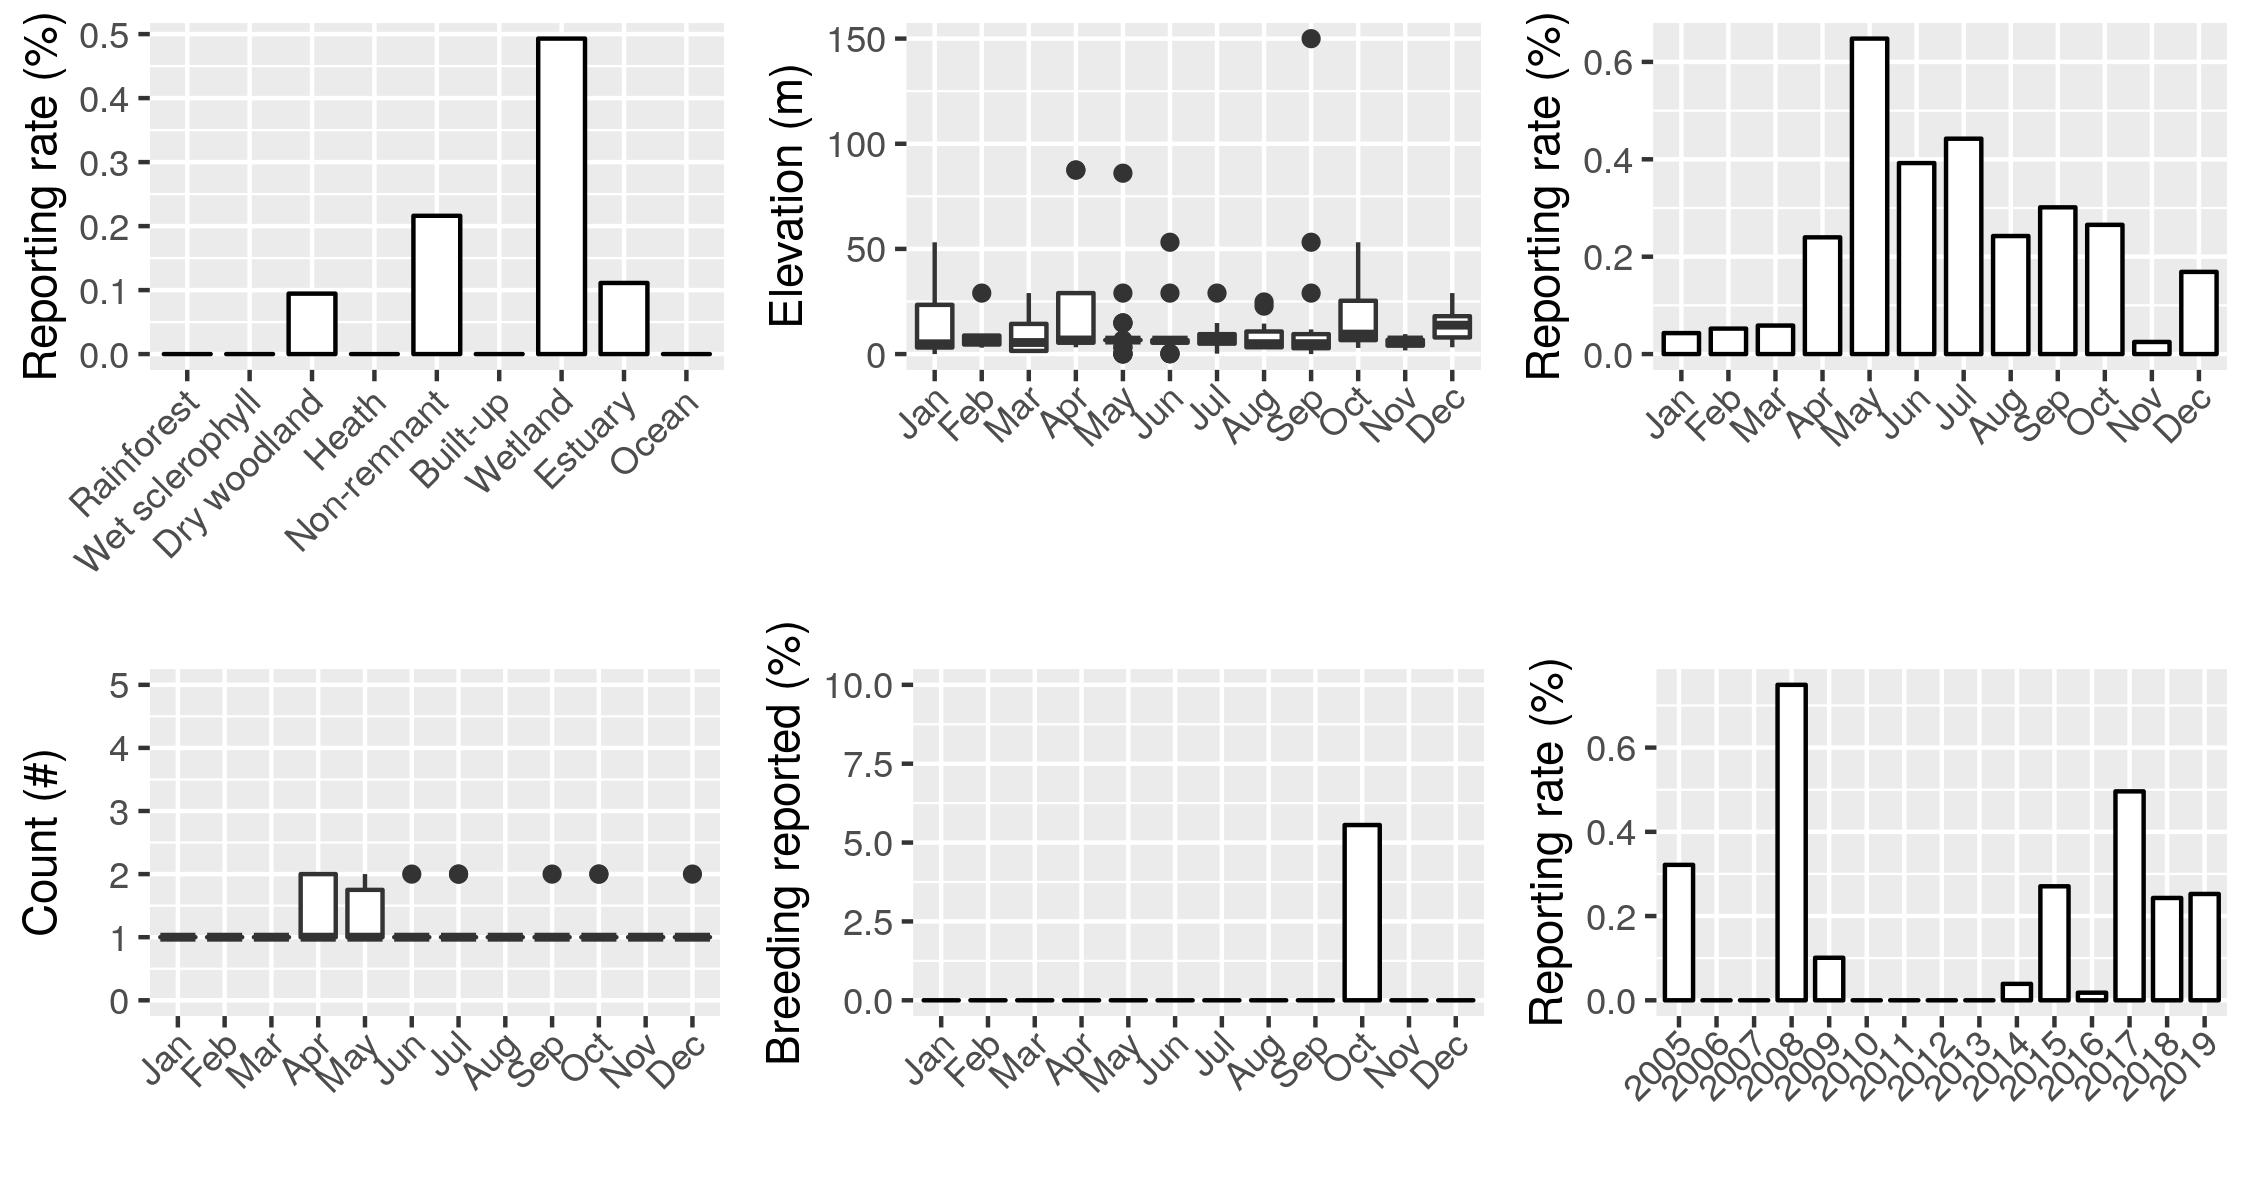 Reporting rate (%)
0.5
0.4
0.3
0.2
0.1
0.0
Rainforest
Wet sclerophyll
Dry woodland
Heath
Non-remnant
Built-up
Wetland
Estuary
Ocean
Elevation (m)
150
100
50
0
Jan
Feb
Mar
Apr
May
Jun
Jul
Aug
Sep
Oct
Nov
Dec
Reporting rate (%)
0.6
0.4
0.2
0.0
Jan
Feb
Mar
Apr
May
Jun
Jul
Aug
Sep
Oct
Nov
Dec
Count (#)
5
4
3
2
1
0
Jan
Feb
Mar
Apr
May
Jun
Jul
Aug
Sep
Oct
Nov
Dec
Breeding reported (%)
10.0
7.5
5.0
2.5
0.0
Jan
Feb
Mar
Apr
May
Jun
Jul
Aug
Sep
Oct
Nov
Dec
Reporting rate (%)
0.6
0.4
0.2
0.0
2005
2006
2007
2008
2009
2010
2011
2012
2013
2014
2015
2016
2017
2018
2019